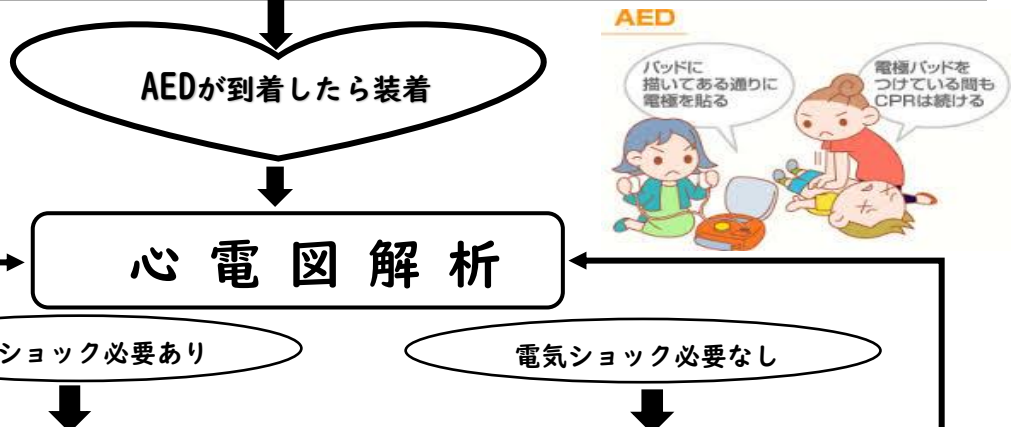 AEDが到着したら装着
AED
パッドに
描いてある通りに
電極を貼る
電極パッドを
つけている間も
CPRは続ける
心電図解析
ショック必要あり
電気ショック必要なし